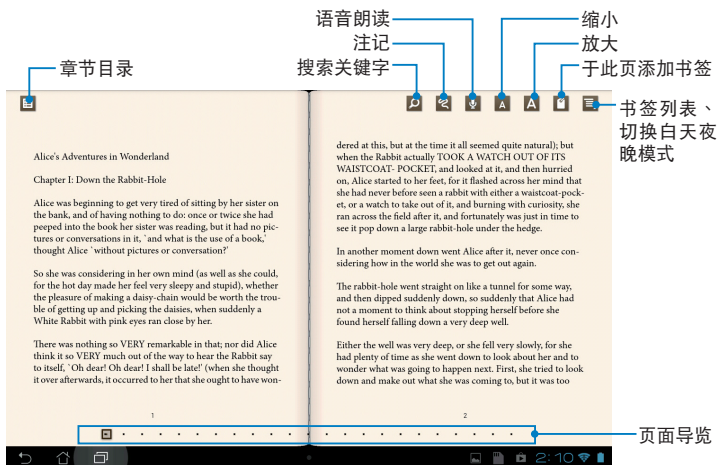 语音朗读
缩小
注记
放大
章节目录
搜索关键字
于此页添加书签
书签列表、
切换白天夜
晚模式
Alice's Adventures in Wonderland
Chapter I: Down the Rabbit-Hole
Alice was beginning to get very tired of sitting by her sister on
the bank, and of having nothing to do: once or twice she had
peeped into the book her sister was reading, but it had no pic-
tures or conversations in it, `and what is the use of a book,'
thought Alice `without pictures or conversation?'
So she was considering in her own mind (as well as she could,
for the hot day made her feel very sleepy and stupid), whether
the pleasure of making a daisy-chain would be worth the trou-
ble of getting up and picking the daisies, when suddenly a
White Rabbit with pink eyes ran close by her.
There was nothing so VERY remarkable in that; nor did Alice
think it so VERY much out of the way to hear the Rabbit say
to itself, `Oh dear! Oh dear! I shall be late!' (when she thought
it over afterwards, it occurred to her that she ought to have won-
1
dered at this, but at the time it all seemed quite natural); but
when the Rabbit actually TOOK A WATCH OUT OF ITS
WAISTCOAT- POCKET, and looked at it, and then hurried
on, Alice started to her feet, for it flashed across her mind that
she had never before seen a rabbit with either a waistcoat-pock-
et, or a watch to take out of it, and burning with curiosity, she
ran across the field after it, and fortunately was just in time to
see it pop down a large rabbit-hole under the hedge.
In another moment down went Alice after it, never once con-
sidering how in the world she was to get out again.
The rabbit-hole went straight on like a tunnel for some way,
and then dipped suddenly down, so suddenly that Alice had
not a moment to think about stopping herself before she
found herself falling down a very deep well.
Either the well was very deep, or she fell very slowly, for she
had plenty of time as she went down to look about her and to
wonder what was going to happen next. First, she tried to look
down and make out what she was coming to, but it was too
2
页面导览
2:10